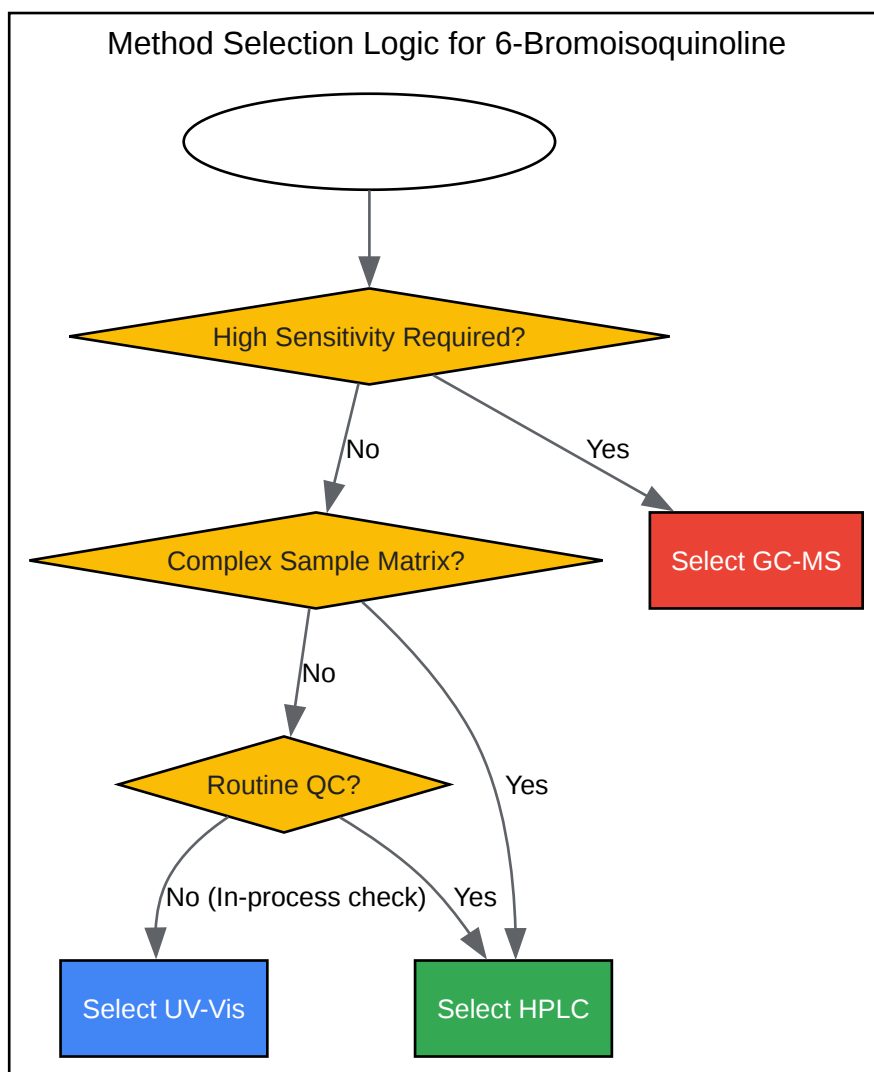 Method Selection Logic for 6-Bromoisoquinoline
High Sensitivity Required?
No
Yes
Complex Sample Matrix?
Select GC-MS
No
Routine QC?
Yes
No (In-process check)
Yes
Select UV-Vis
Select HPLC